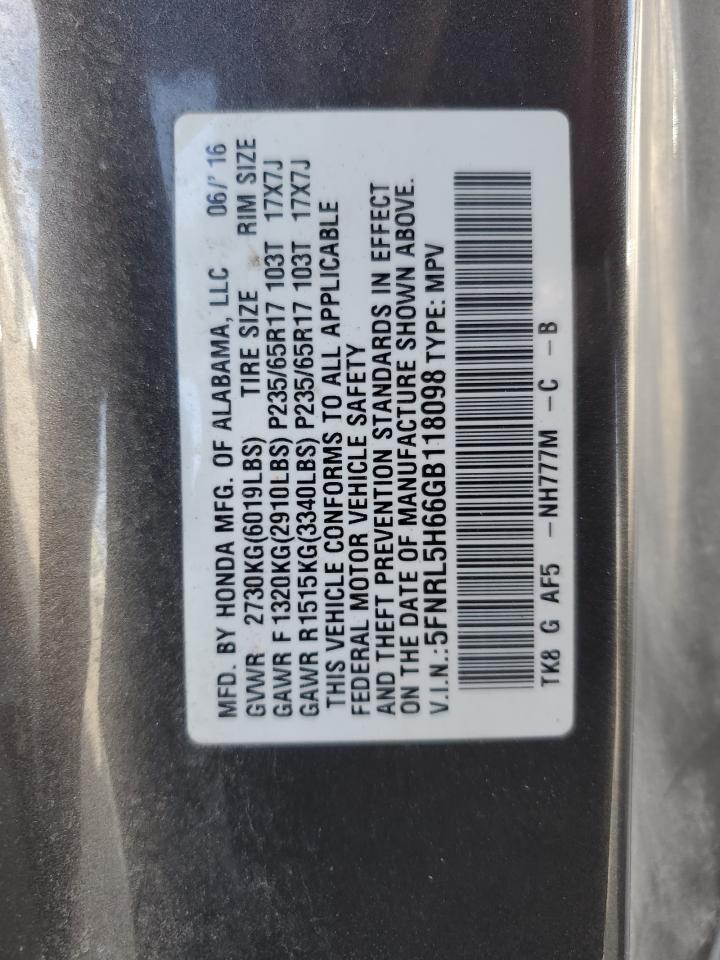 MFD. BY HONDA MFG. OF ALABAMA, LLC 06/'16
GVWR 2730KG(6019LBS) TIRE SIZE RIM SIZE
GAWR F 1320KG(2910LBS) P235/65R17 103T 17X7J
GAWR R 1515KG(3340LBS) P235/65R17 103T 17X7J
THIS VEHICLE CONFORMS TO ALL APPLICABLE
FEDERAL MOTOR VEHICLE SAFETY
AND THEFT PREVENTION STANDARDS IN EFFECT
ON THE DATE OF MANUFACTURE SHOWN ABOVE.
V.I.N.:5FNRL5H66GB118098 TYPE: MPV
TK8 G AF5 -NH777M -C -B